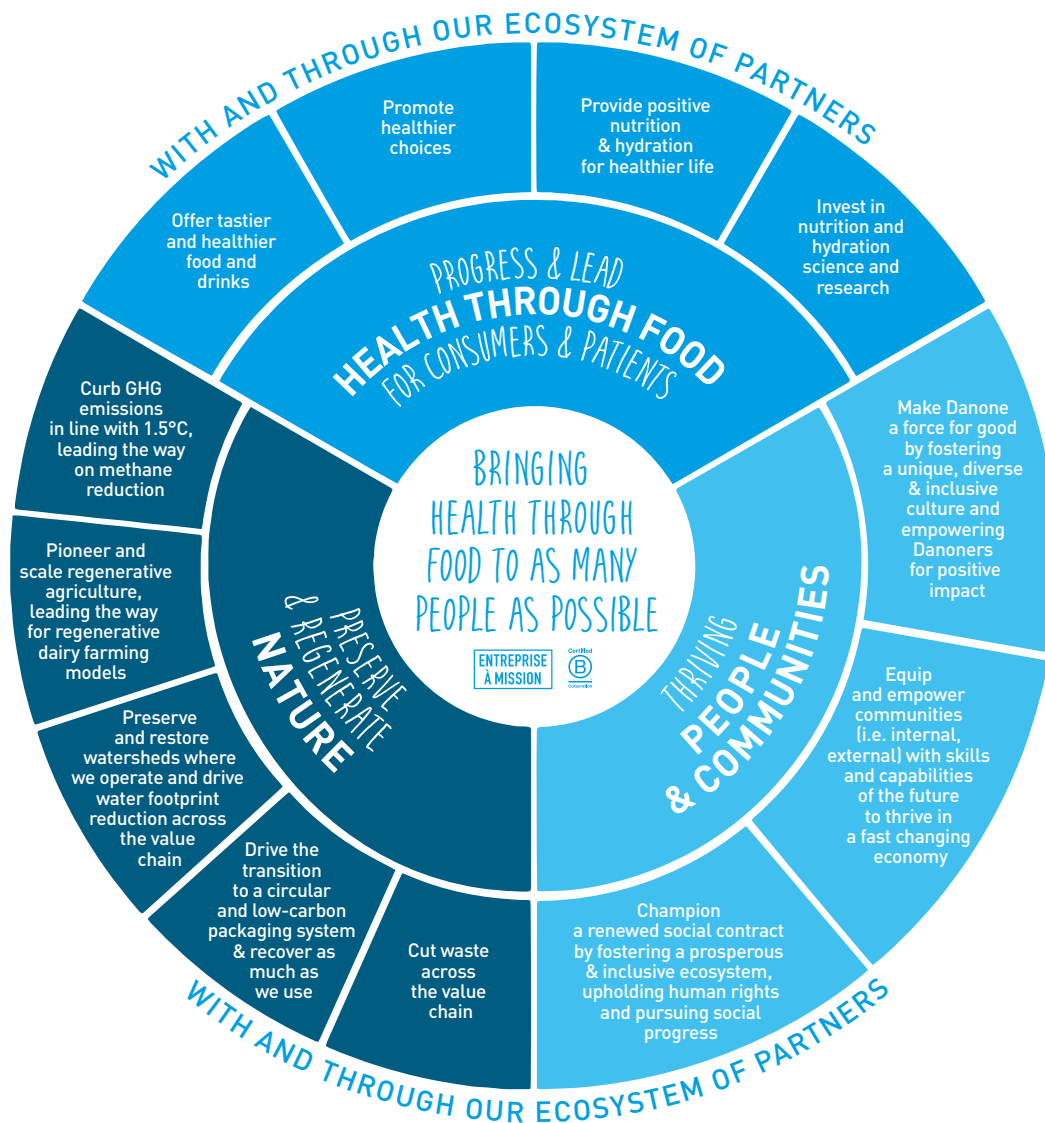 WITH AND THROUGH OUR ECOSYSTEM OF PARTNERS
Offer tastier
and healthier
food and
drinks
Promote
healthier
choices
Provide positive
nutrition
& hydration
for healthier life
Invest in
nutrition and
hydration
science and
research
PROGRESS & LEAD
HEALTH THROUGH FOOD
FOR CONSUMERS & PATIENTS
BRINGING
HEALTH THROUGH
FOOD TO AS MANY
PEOPLE AS POSSIBLE
ENTREPRISE
À MISSION
Certified
B
Corporation
THRIVING
PEOPLE
& COMMUNITIES
Make Danone
a force for good
by fostering
a unique, diverse
& inclusive
culture and
empowering
Danoners
for positive
impact
Equip
and empower
communities
(i.e. internal,
external) with skills
and capabilities
of the future
to thrive in
a fast changing
economy
Champion
a renewed social contract
by fostering a prosperous
& inclusive ecosystem,
upholding human rights
and pursuing social
progress
PRESERVE
& REGENERATE
NATURE
Curb GHG
emissions
in line with 1.5°C,
leading the way
on methane
reduction
Pioneer and
scale regenerative
agriculture,
leading the way
for regenerative
dairy farming
models
Preserve
and restore
watersheds where
we operate and drive
water footprint
reduction across
the value
chain
Drive the
transition
to a circular
and low-carbon
packaging system
& recover as
much as
we use
Cut waste
across
the value
chain
WITH AND THROUGH OUR ECOSYSTEM OF PARTNERS